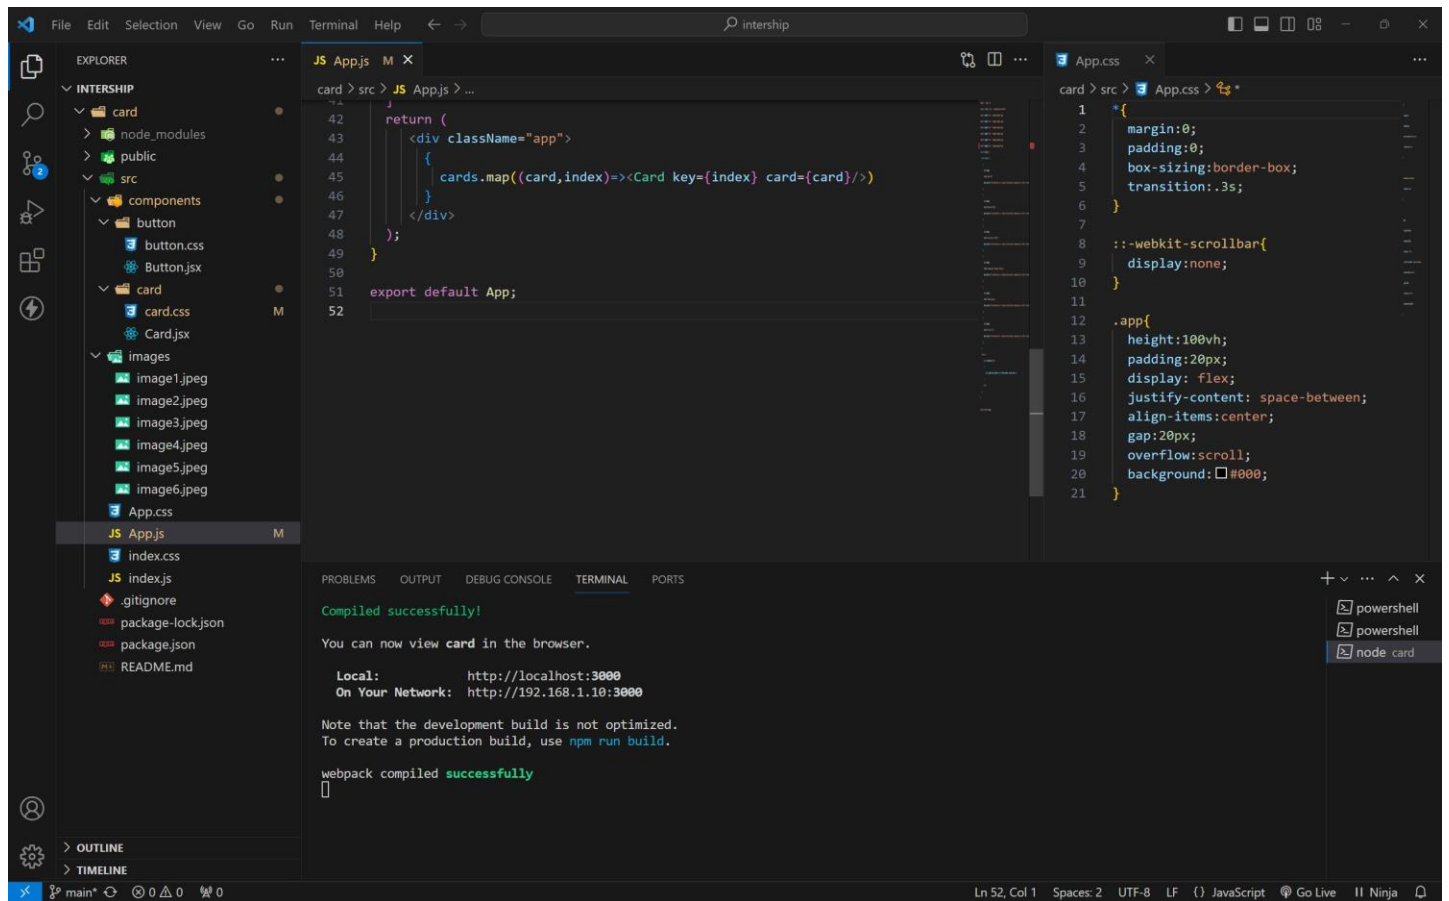 File Edit Selection View Go Run Terminal Help
intership
EXPLORER
INTERSHIP
card
node_modules
public
src
components
button
button.css
Button.jsx
card
card.css M
Card.jsx
images
image1.jpeg
image2.jpeg
image3.jpeg
image4.jpeg
image5.jpeg
image6.jpeg
App.css
JS App.js M
index.css
JS index.js
.gitignore
package-lock.json
package.json
README.md
OUTLINE
TIMELINE
JS App.js M
card > src > JS App.js > ...
41 ]
42 return (
43 <div className="app">
44 {
45 cards.map((card,index)=><Card key={index} card={card}/>)
46 }
47 </div>
48 );
49 }
50
51 export default App;
52
App.css
card > src > App.css > *
1 *{
2 margin:0;
3 padding:0;
4 box-sizing:border-box;
5 transition:.3s;
6 }
7
8 ::-webkit-scrollbar{
9 display:none;
10 }
11
12 .app{
13 height:100vh;
14 padding:20px;
15 display: flex;
16 justify-content: space-between;
17 align-items:center;
18 gap:20px;
19 overflow:scroll;
20 background:#000;
21 }
PROBLEMS OUTPUT DEBUG CONSOLE TERMINAL PORTS
Compiled successfully!
You can now view card in the browser.
Local: http://localhost:3000
On Your Network: http://192.168.1.10:3000
Note that the development build is not optimized.
To create a production build, use npm run build.
webpack compiled successfully
powershell
powershell
node card
2
main* 0 0 0
Ln 52, Col 1 Spaces: 2 UTF-8 LF {} JavaScript Go Live II Ninja